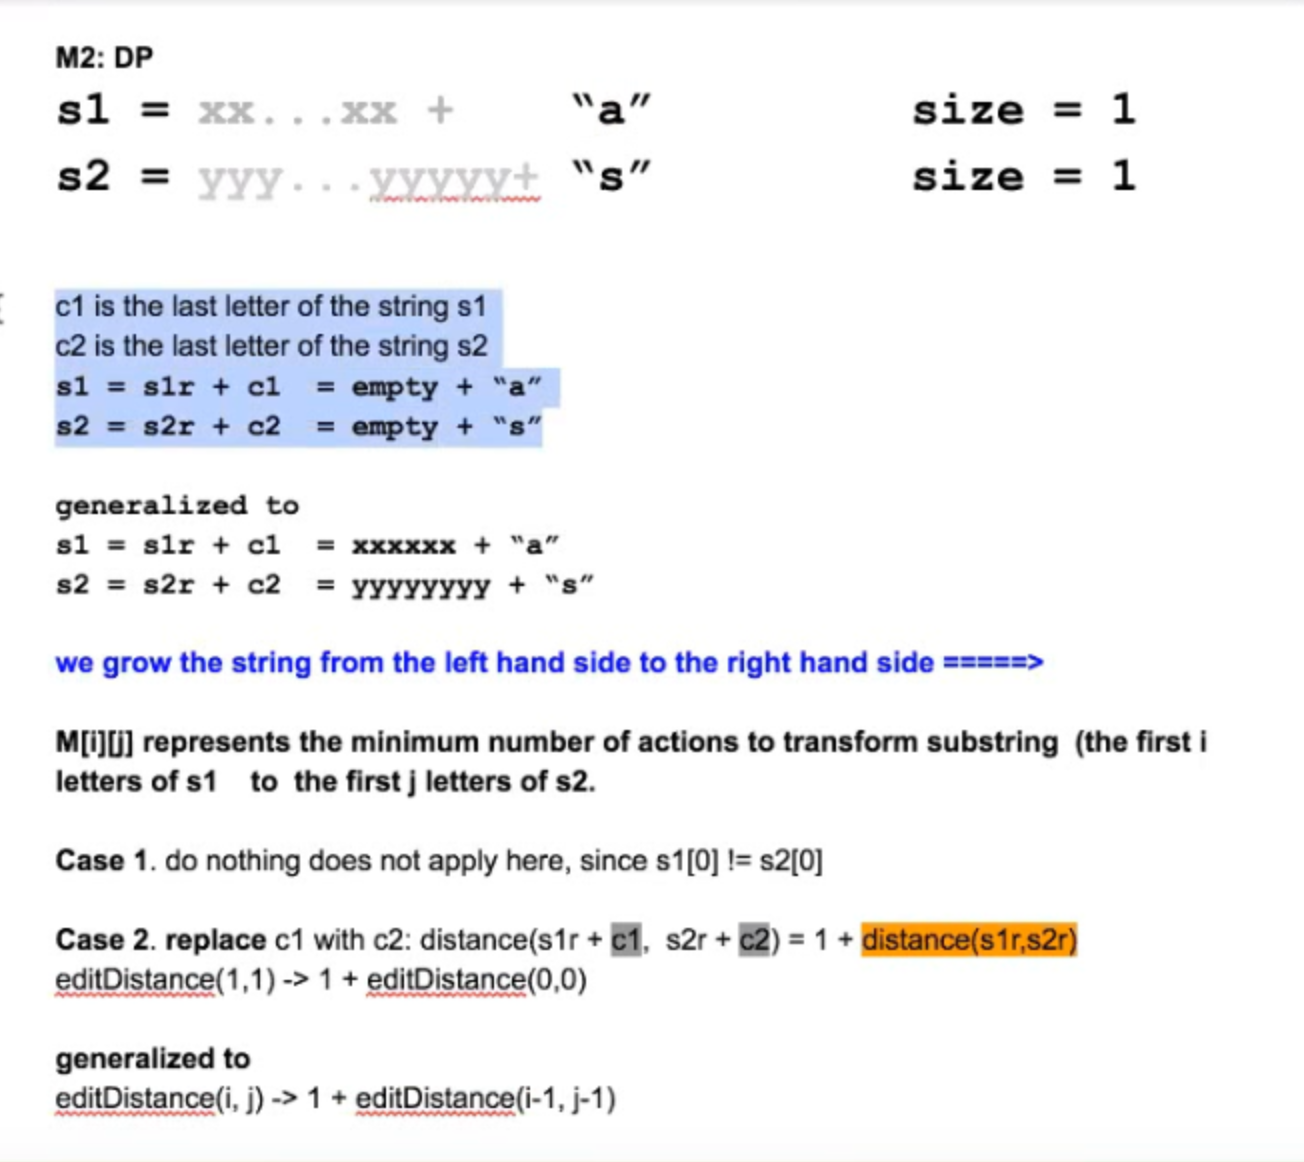 M2: DP
s1 = xx...xx + “a” size = 1
s2 = yyy...yyyyy+ “s” size = 1
c1 is the last letter of the string s1
c2 is the last letter of the string s2
s1 = s1r + c1 = empty + “a”
s2 = s2r + c2 = empty + “s”
generalized to
s1 = s1r + c1 = xxxxxx + “a”
s2 = s2r + c2 = yyyyyyyy + “s”
we grow the string from the left hand side to the right hand side =====>
M[i][j] represents the minimum number of actions to transform substring (the first i
letters of s1 to the first j letters of s2.
Case 1. do nothing does not apply here, since s1[0] != s2[0]
Case 2. replace c1 with c2: distance(s1r + c1, s2r + c2) = 1 + distance(s1r,s2r)
editDistance(1,1) -> 1 + editDistance(0,0)
generalized to
editDistance(i, j) -> 1 + editDistance(i-1, j-1)